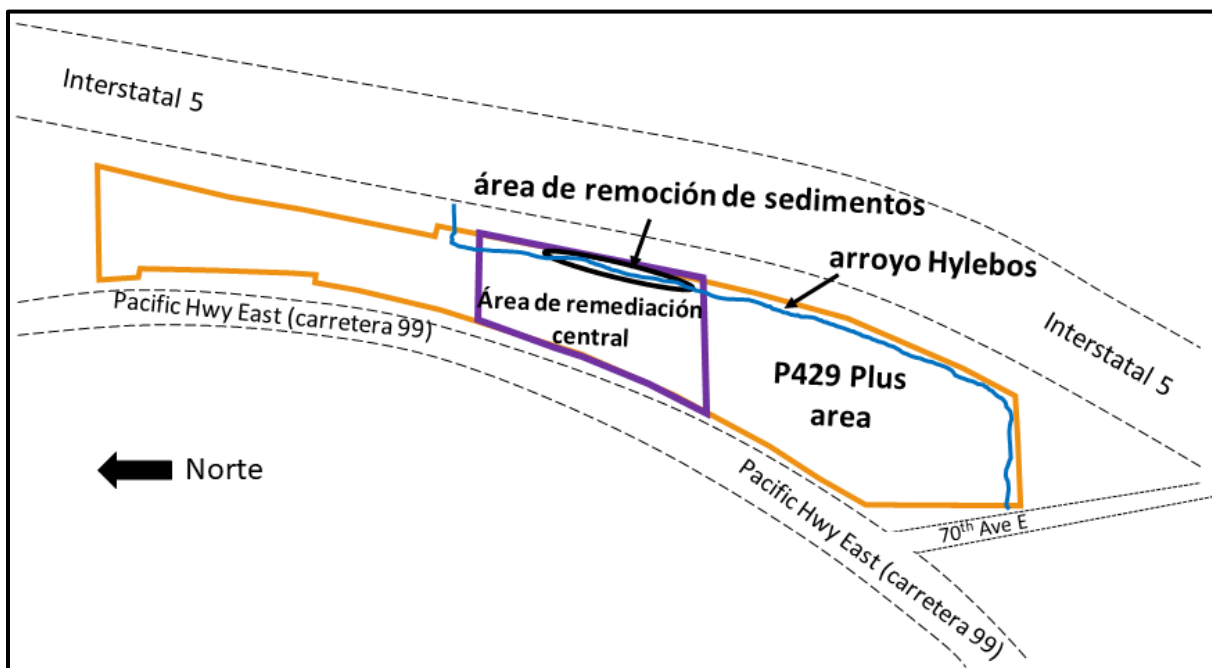 Interstatal 5
área de remoción de sedimentos
arroyo Hylebos
Pacific Hwy East (carretera 99)
Área de remediación
central
Interstatal 5
P429 Plus
area
Norte
Pacific Hwy East (carretera 99)
70th Ave E